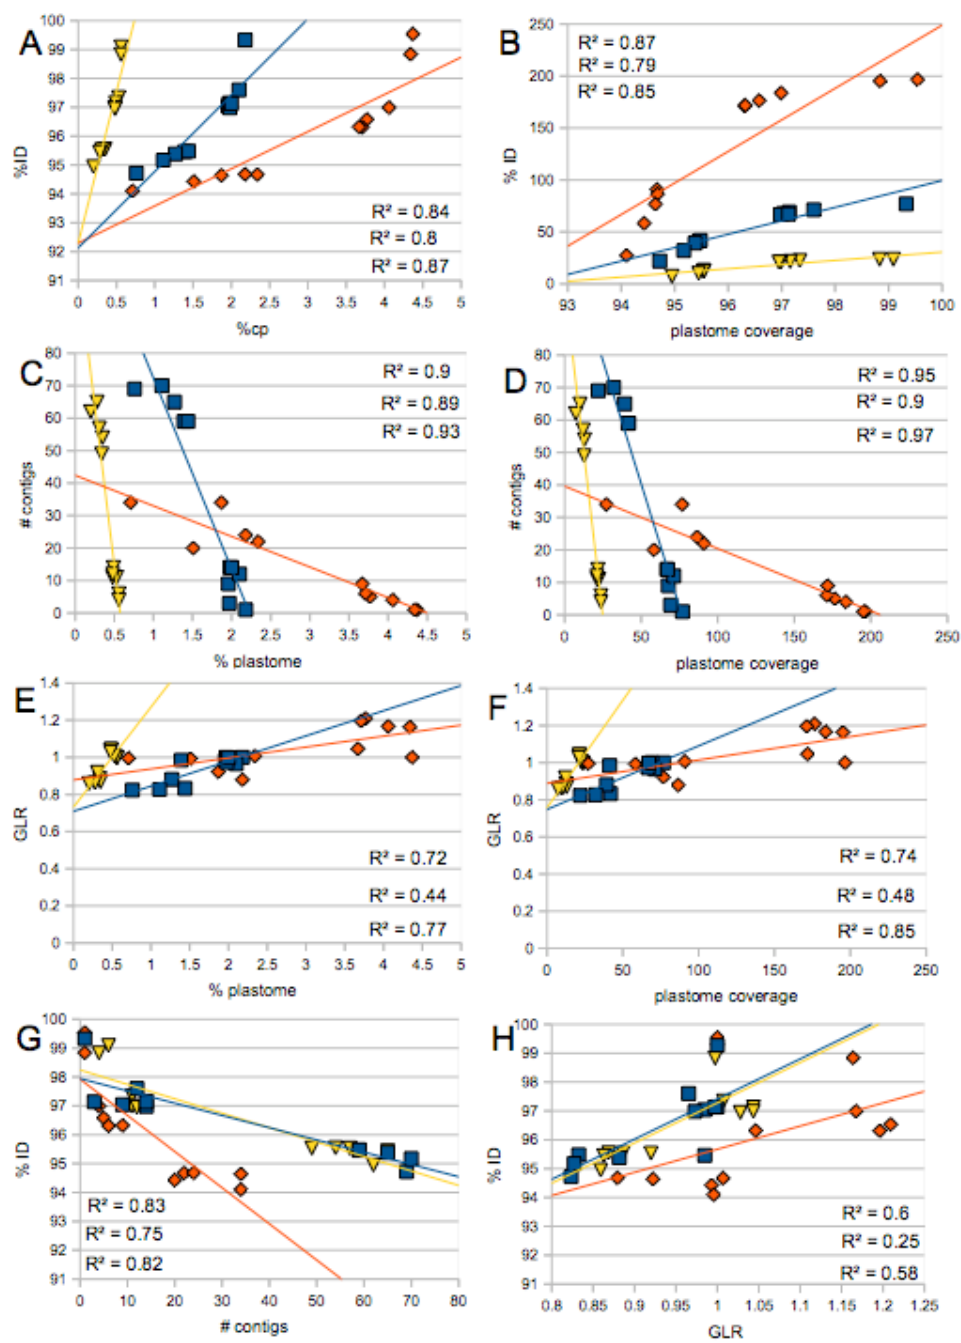 A
100
99
98
97
96
95
94
93
92
91
%ID
R² = 0.84
R² = 0.8
R² = 0.87
0 0.5 1 1.5 2 2.5 3 3.5 4 4.5 5
%cp
B
250
200
150
100
50
0
% ID
R² = 0.87
R² = 0.79
R² = 0.85
93 94 95 96 97 98 99 100
plastome coverage
C
80
70
60
50
40
30
20
10
0
# contigs
R² = 0.9
R² = 0.89
R² = 0.93
0 0.5 1 1.5 2 2.5 3 3.5 4 4.5 5
% plastome
D
80
70
60
50
40
30
20
10
0
# contigs
R² = 0.95
R² = 0.9
R² = 0.97
0 50 100 150 200 250
plastome coverage
E
1.4
1.2
1
0.8
0.6
0.4
0.2
0
GLR
R² = 0.72
R² = 0.44
R² = 0.77
0 0.5 1 1.5 2 2.5 3 3.5 4 4.5 5
% plastome
F
1.4
1.2
1
0.8
0.6
0.4
0.2
0
GLR
R² = 0.74
R² = 0.48
R² = 0.85
0 50 100 150 200 250
plastome coverage
G
100
99
98
97
96
95
94
93
92
91
% ID
R² = 0.83
R² = 0.75
R² = 0.82
0 10 20 30 40 50 60 70 80
# contigs
H
100
99
98
97
96
95
94
93
92
91
% ID
R² = 0.6
R² = 0.25
R² = 0.58
0.8 0.85 0.9 0.95 1 1.05 1.1 1.15 1.2 1.25
GLR